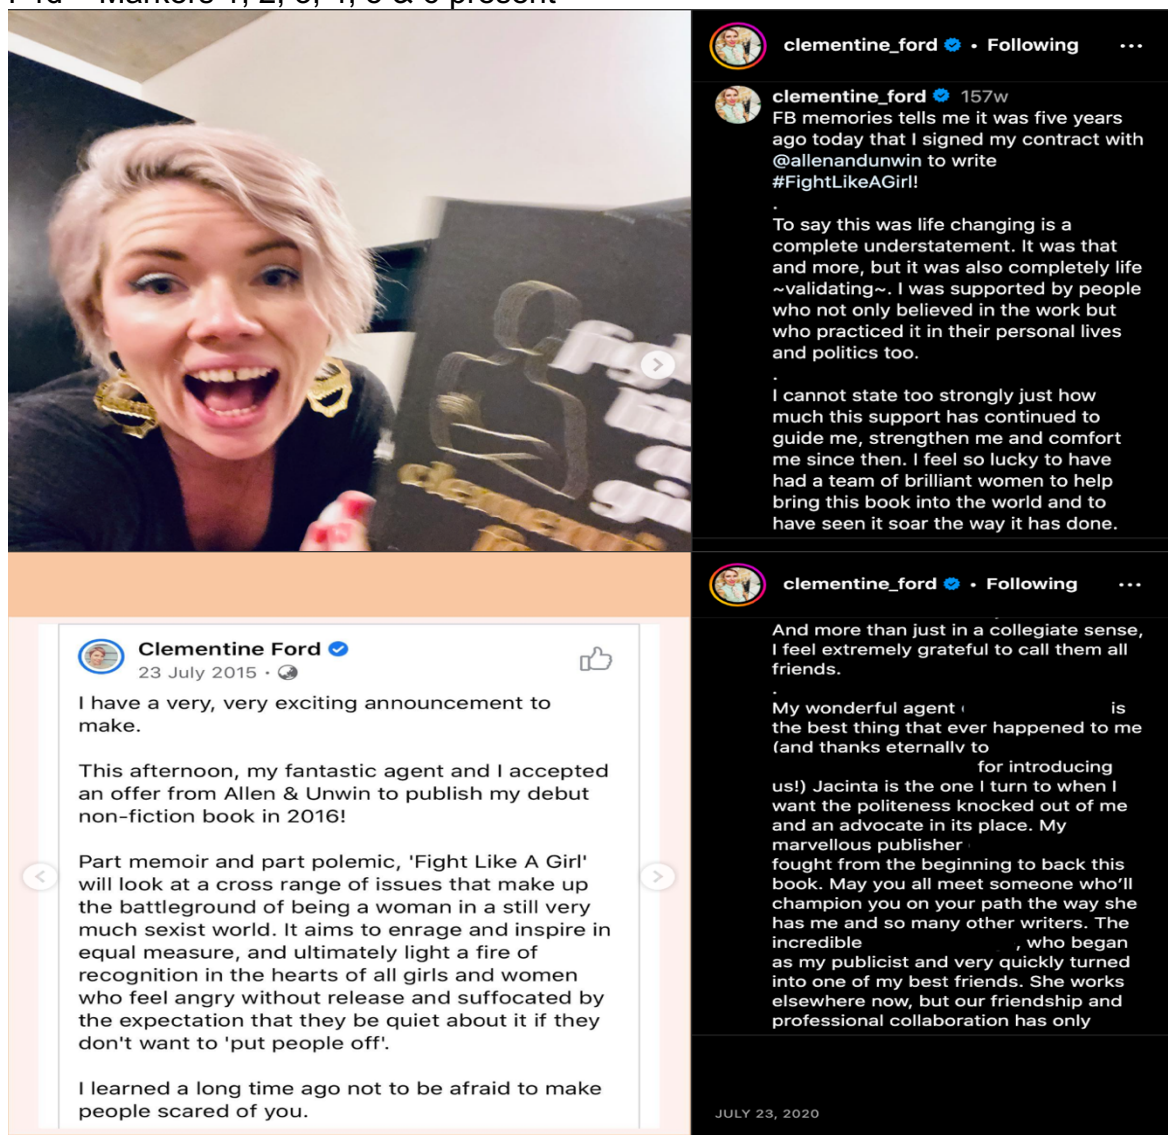 Markers 1, 2, 3, 4, 5 & 6 present
clementine_ford • Following
clementine_ford 157w
FB memories tells me it was five years
ago today that I signed my contract with
@allenandunwin to write
#FightLikeAGirl!
.
To say this was life changing is a
complete understatement. It was that
and more, but it was also completely life
~validating~. I was supported by people
who not only believed in the work but
who practiced it in their personal lives
and politics too.
.
I cannot state too strongly just how
much this support has continued to
guide me, strengthen me and comfort
me since then. I feel so lucky to have
had a team of brilliant women to help
bring this book into the world and to
have seen it soar the way it has done.
Clementine Ford
23 July 2015 ·
I have a very, very exciting announcement to
make.
This afternoon, my fantastic agent and I accepted
an offer from Allen & Unwin to publish my debut
non-fiction book in 2016!
Part memoir and part polemic, 'Fight Like A Girl'
will look at a cross range of issues that make up
the battleground of being a woman in a still very
much sexist world. It aims to enrage and inspire in
equal measure, and ultimately light a fire of
recognition in the hearts of all girls and women
who feel angry without release and suffocated by
the expectation that they be quiet about it if they
don't want to 'put people off'.
I learned a long time ago not to be afraid to make
people scared of you.
clementine_ford • Following
And more than just in a collegiate sense,
I feel extremely grateful to call them all
friends.
.
My wonderful agent is
the best thing that ever happened to me
(and thanks eternally to
for introducing
us!) Jacinta is the one I turn to when I
want the politeness knocked out of me
and an advocate in its place. My
marvellous publisher
fought from the beginning to back this
book. May you all meet someone who'll
champion you on your path the way she
has me and so many other writers. The
incredible , who began
as my publicist and very quickly turned
into one of my best friends. She works
elsewhere now, but our friendship and
professional collaboration has only
JULY 23, 2020